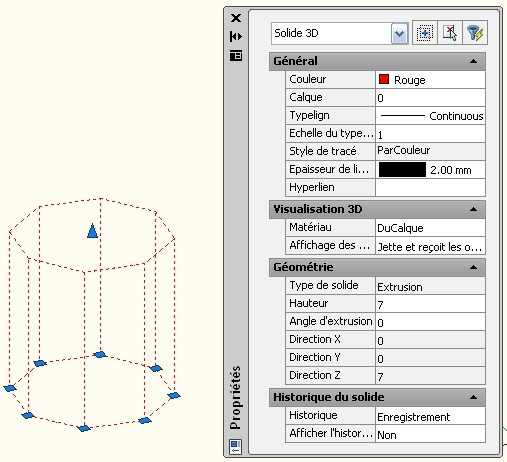 Solide 3D
Général
Couleur Rouge
Calque 0
Typelign Continuous
Echelle du type... 1
Style de tracé ParCouleur
Epaisseur de li... 2.00 mm
Hyperlien
Visualisation 3D
Matériau DuCalque
Affichage des ... Jette et reçoit les o...
Géométrie
Type de solide Extrusion
Hauteur 7
Angle d'extrusion 0
Direction X 0
Direction Y 0
Direction Z 7
Historique du solide
Historique Enregistrement
Afficher l'histor... Non
Propriétés